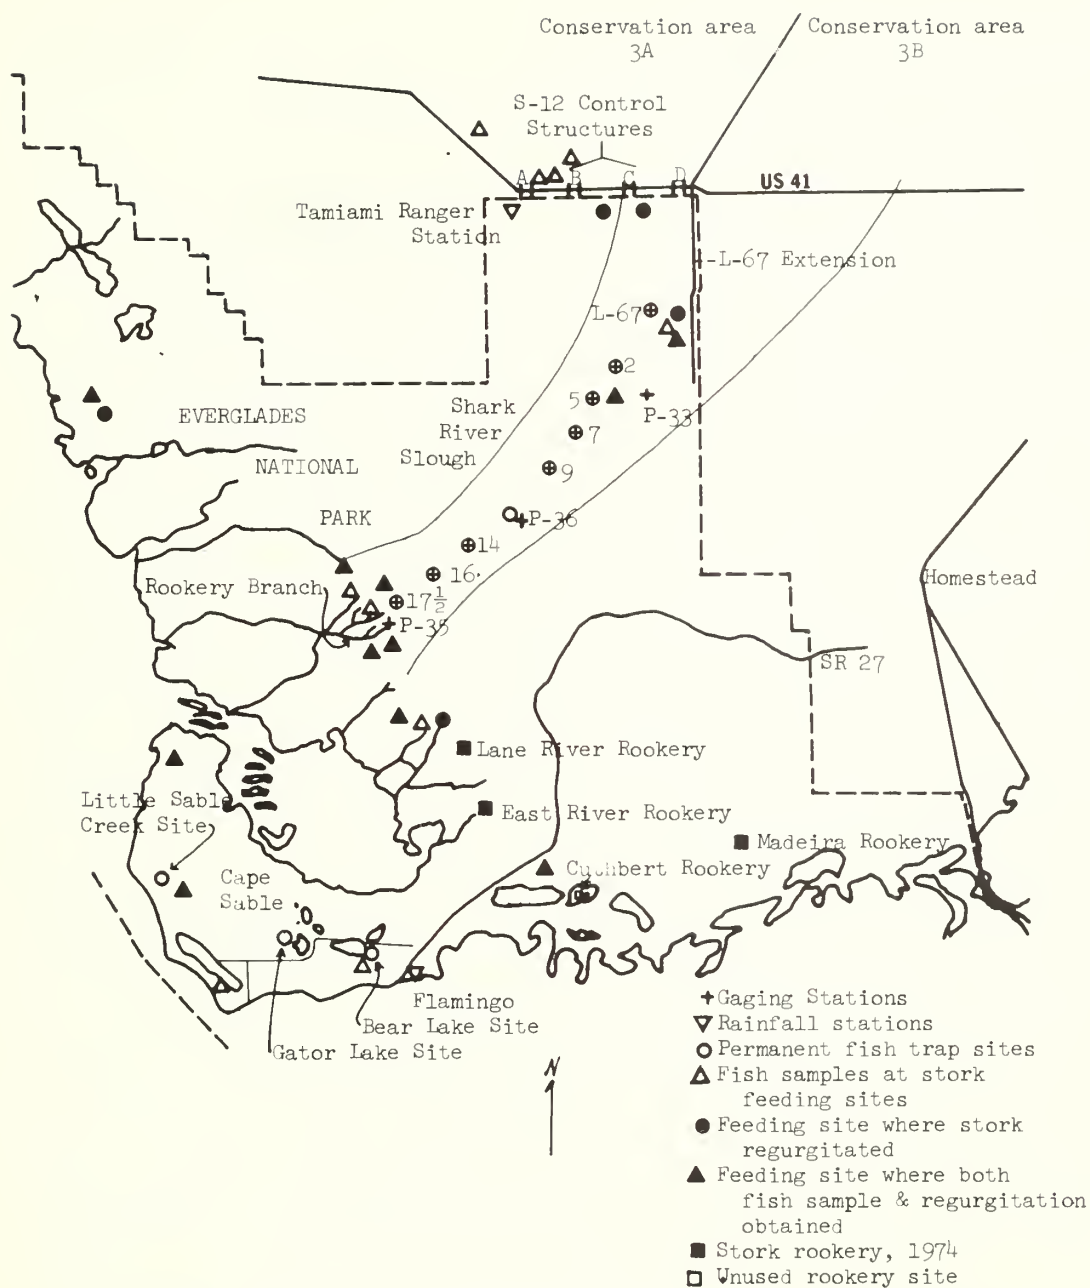 Conservation area
3A
Conservation area
3B
S-12 Control
Structures
A
B
C
D
US 41
Tamiami Ranger
Station
L-67 Extension
L-67
2
5
P-33
7
9
Shark
River
Slough
EVERGLADES
NATIONAL
PARK
P-36
14
16
17½
P-35
Rookery Branch
Homestead
SR 27
Lane River Rookery
East River Rookery
Madeira Rookery
Cuthbert Rookery
Little Sable
Creek Site
Cape
Sable
Flamingo
Bear Lake Site
Gator Lake Site
N
Gaging Stations
Rainfall stations
Permanent fish trap sites
Fish samples at stork
feeding sites
Feeding site where stork
regurgitated
Feeding site where both
fish sample & regurgitation
obtained
Stork rookery, 1974
Unused rookery site